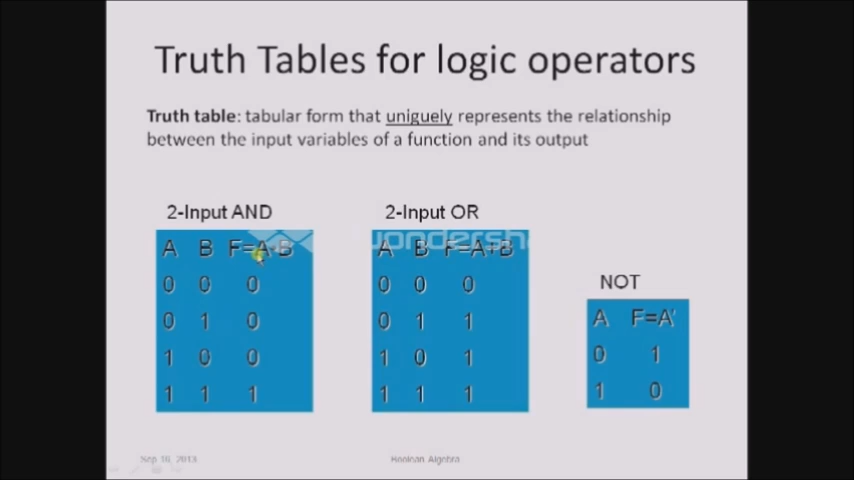 Truth Tables for logic operators
Truth table: tabular form that uniguely represents the relationship
between the input variables of a function and its output
2-Input AND
A B F=A·B
0 0 0
0 1 0
1 0 0
1 1 1
2-Input OR
A B F=A+B
0 0 0
0 1 1
1 0 1
1 1 1
NOT
A F=A'
0 1
1 0
wondersha
Sep 10, 2013
Boolean Algebra